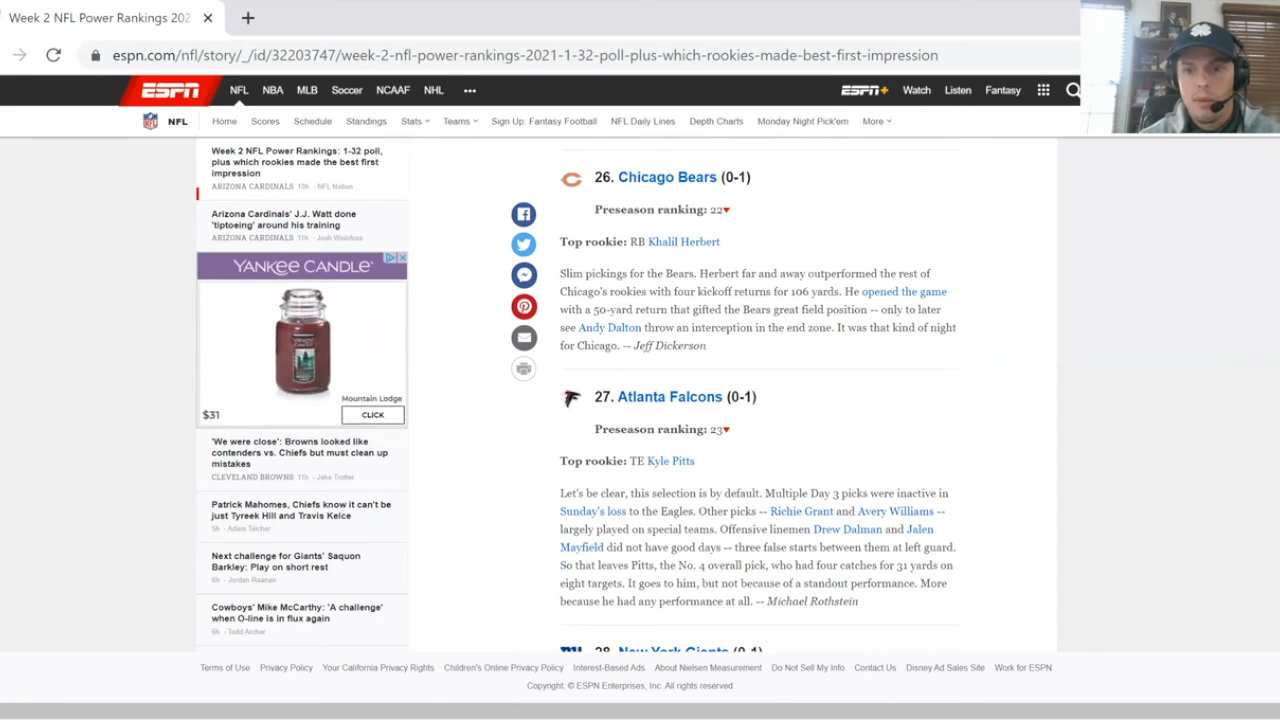 Week 2 NFL Power Rankings 202
espn.com/nfl/story/_/id/32203747/week-2-nfl-power-rankings-2
-32-poll-plus-which-rookies-made-
-first-impression
ESPN
NFL
NBA
MLB
Soccer
NCAAF
NHL
ESPN+
Watch
Listen
Fantasy
NFL
Home
Scores
Schedule
Standings
Stats
Teams
Sign Up: Fantasy Football
NFL Daily Lines
Depth Charts
Monday Night Pick'em
More
Week 2 NFL Power Rankings: 1-32 poll,
plus which rookies made the best first
impression
ARIZONA CARDINALS 10h - NFL Nation
Arizona Cardinals' J.J. Watt done
'tiptoeing' around his training
ARIZONA CARDINALS 11h - Josh Weinfuss
YANKEE CANDLE
Mountain Lodge
$31
CLICK
'We were close': Browns looked like
contenders vs. Chiefs but must clean up
mistakes
CLEVELAND BROWNS 11h - Jake Trotter
Patrick Mahomes, Chiefs know it can't be
just Tyreek Hill and Travis Kelce
5h - Adam Teicher
Next challenge for Giants' Saquon
Barkley: Play on short rest
6h - Jordan Raanan
Cowboys' Mike McCarthy: 'A challenge'
when O-line is in flux again
5h - Todd Archer
26. Chicago Bears (0-1)
Preseason ranking: 22
Top rookie: RB Khalil Herbert
Slim pickings for the Bears. Herbert far and away outperformed the rest of
Chicago's rookies with four kickoff returns for 106 yards. He opened the game
with a 50-yard return that gifted the Bears great field position -- only to later
see Andy Dalton throw an interception in the end zone. It was that kind of night
for Chicago. -- Jeff Dickerson
27. Atlanta Falcons (0-1)
Preseason ranking: 23
Top rookie: TE Kyle Pitts
Let's be clear, this selection is by default. Multiple Day 3 picks were inactive in
Sunday's loss to the Eagles. Other picks -- Richie Grant and Avery Williams --
largely played on special teams. Offensive linemen Drew Dalman and Jalen
Mayfield did not have good days -- three false starts between them at left guard.
So that leaves Pitts, the No. 4 overall pick, who had four catches for 31 yards on
eight targets. It goes to him, but not because of a standout performance. More
because he had any performance at all. -- Michael Rothstein
28. New York Giants (0-1)
Terms of Use
Privacy Policy
Your California Privacy Rights
Children's Online Privacy Policy
Interest-Based Ads
About Nielsen Measurement
Do Not Sell My Info
Contact Us
Disney Ad Sales Site
Work for ESPN
Copyright: © ESPN Enterprises, Inc. All rights reserved.